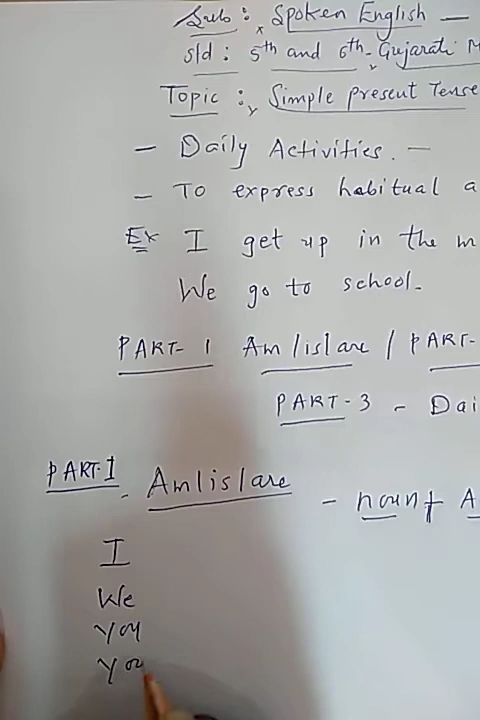 Sub: Spoken English —
Std: 5th and 6th - Gujarati M
Topic: Simple Present Tense
— Daily Activities. —
— To express habitual a
Ex I get up in the m
We go to school.
PART-1 Am/is/are / PART-
PART-3 - Dai
PART-I - Am/is/are - noun + A
I
We
You
Yo